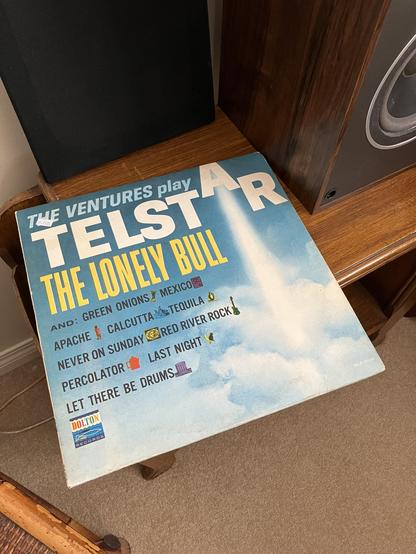 THE VENTURES play
TELSTAR
THE LONELY BULL
AND: GREEN ONIONS MEXICO
APACHE CALCUTTA TEQUILA
NEVER ON SUNDAY RED RIVER ROCK
PERCOLATOR LAST NIGHT
LET THERE BE DRUMS
DOLTON
RECORDS